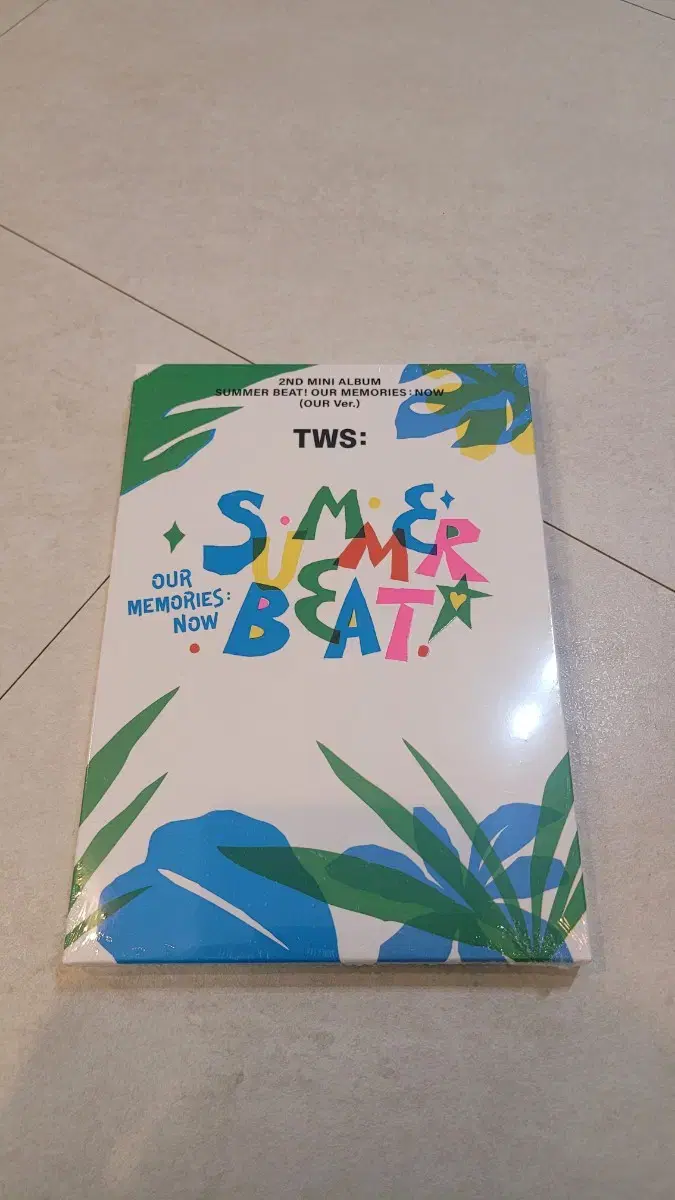 2ND MINI ALBUM
SUMMER BEAT! OUR MEMORIES : NOW
(OUR Ver.)
TWS:
SUMMER
OUR
MEMORIES:
NOW
BEAT!